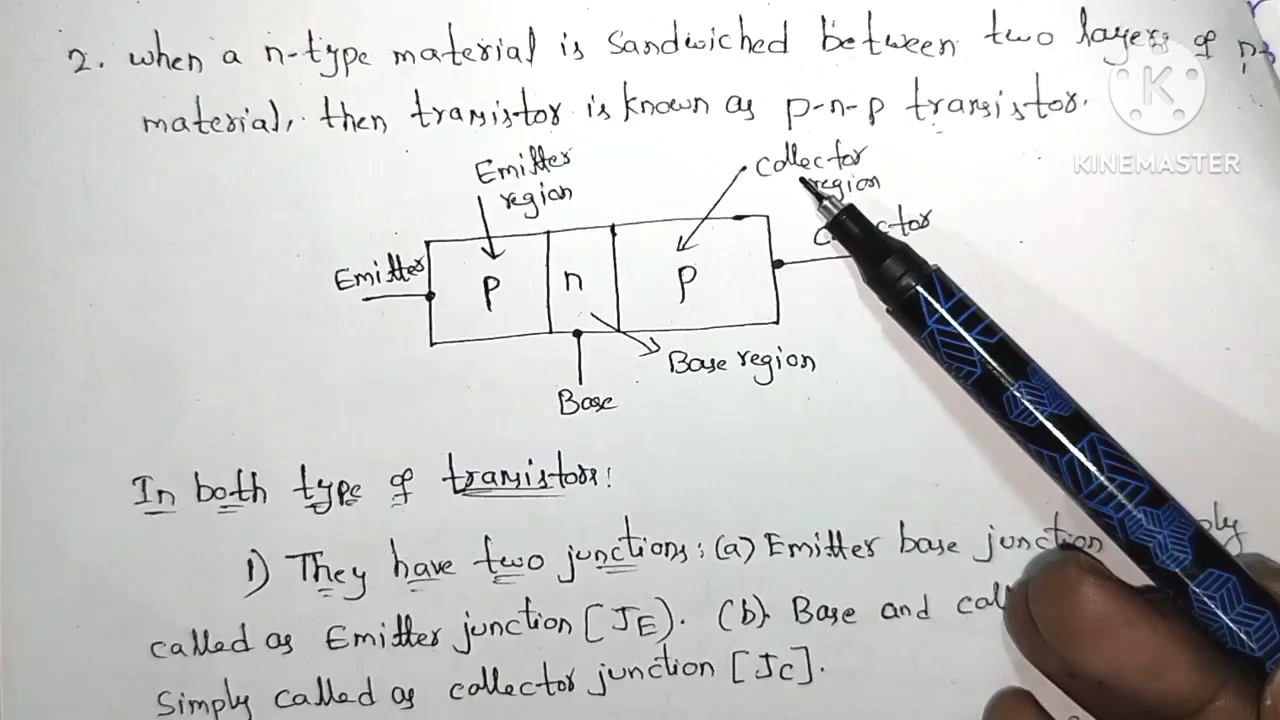 2. when a n-type material is sandwiched between two layers of
material, then transistor is known as p-n-p transistor.
K
KINEMASTER
Emitter
region
Collector
region
Emitter
P
n
P
Base region
Base
In both type of transistor:
1) They have two junctions: (a) Emitter base junction
called as Emitter junction [JE). (b) Base and
Simply called as collector junction [Jc].